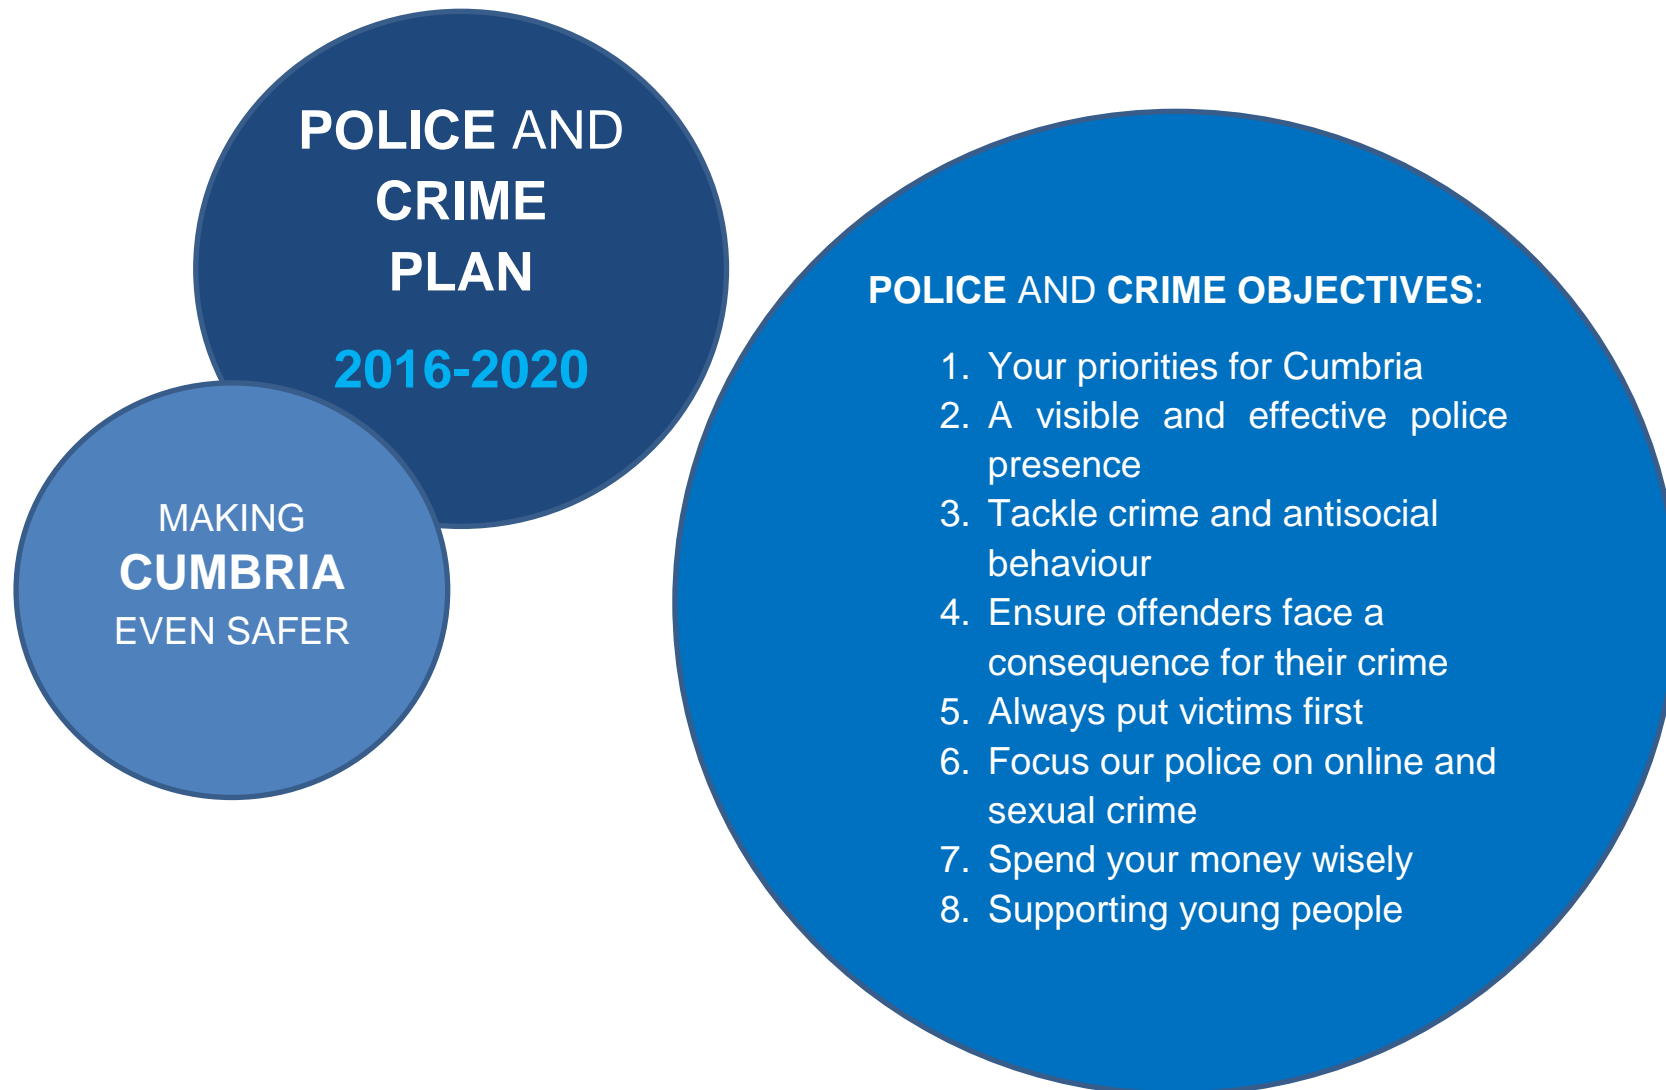 POLICE AND
CRIME
PLAN
2016-2020
MAKING
CUMBRIA
EVEN SAFER
POLICE AND CRIME OBJECTIVES:
1. Your priorities for Cumbria
2. A visible and effective police
presence
3. Tackle crime and antisocial
behaviour
4. Ensure offenders face a
consequence for their crime
5. Always put victims first
6. Focus our police on online and
sexual crime
7. Spend your money wisely
8. Supporting young people